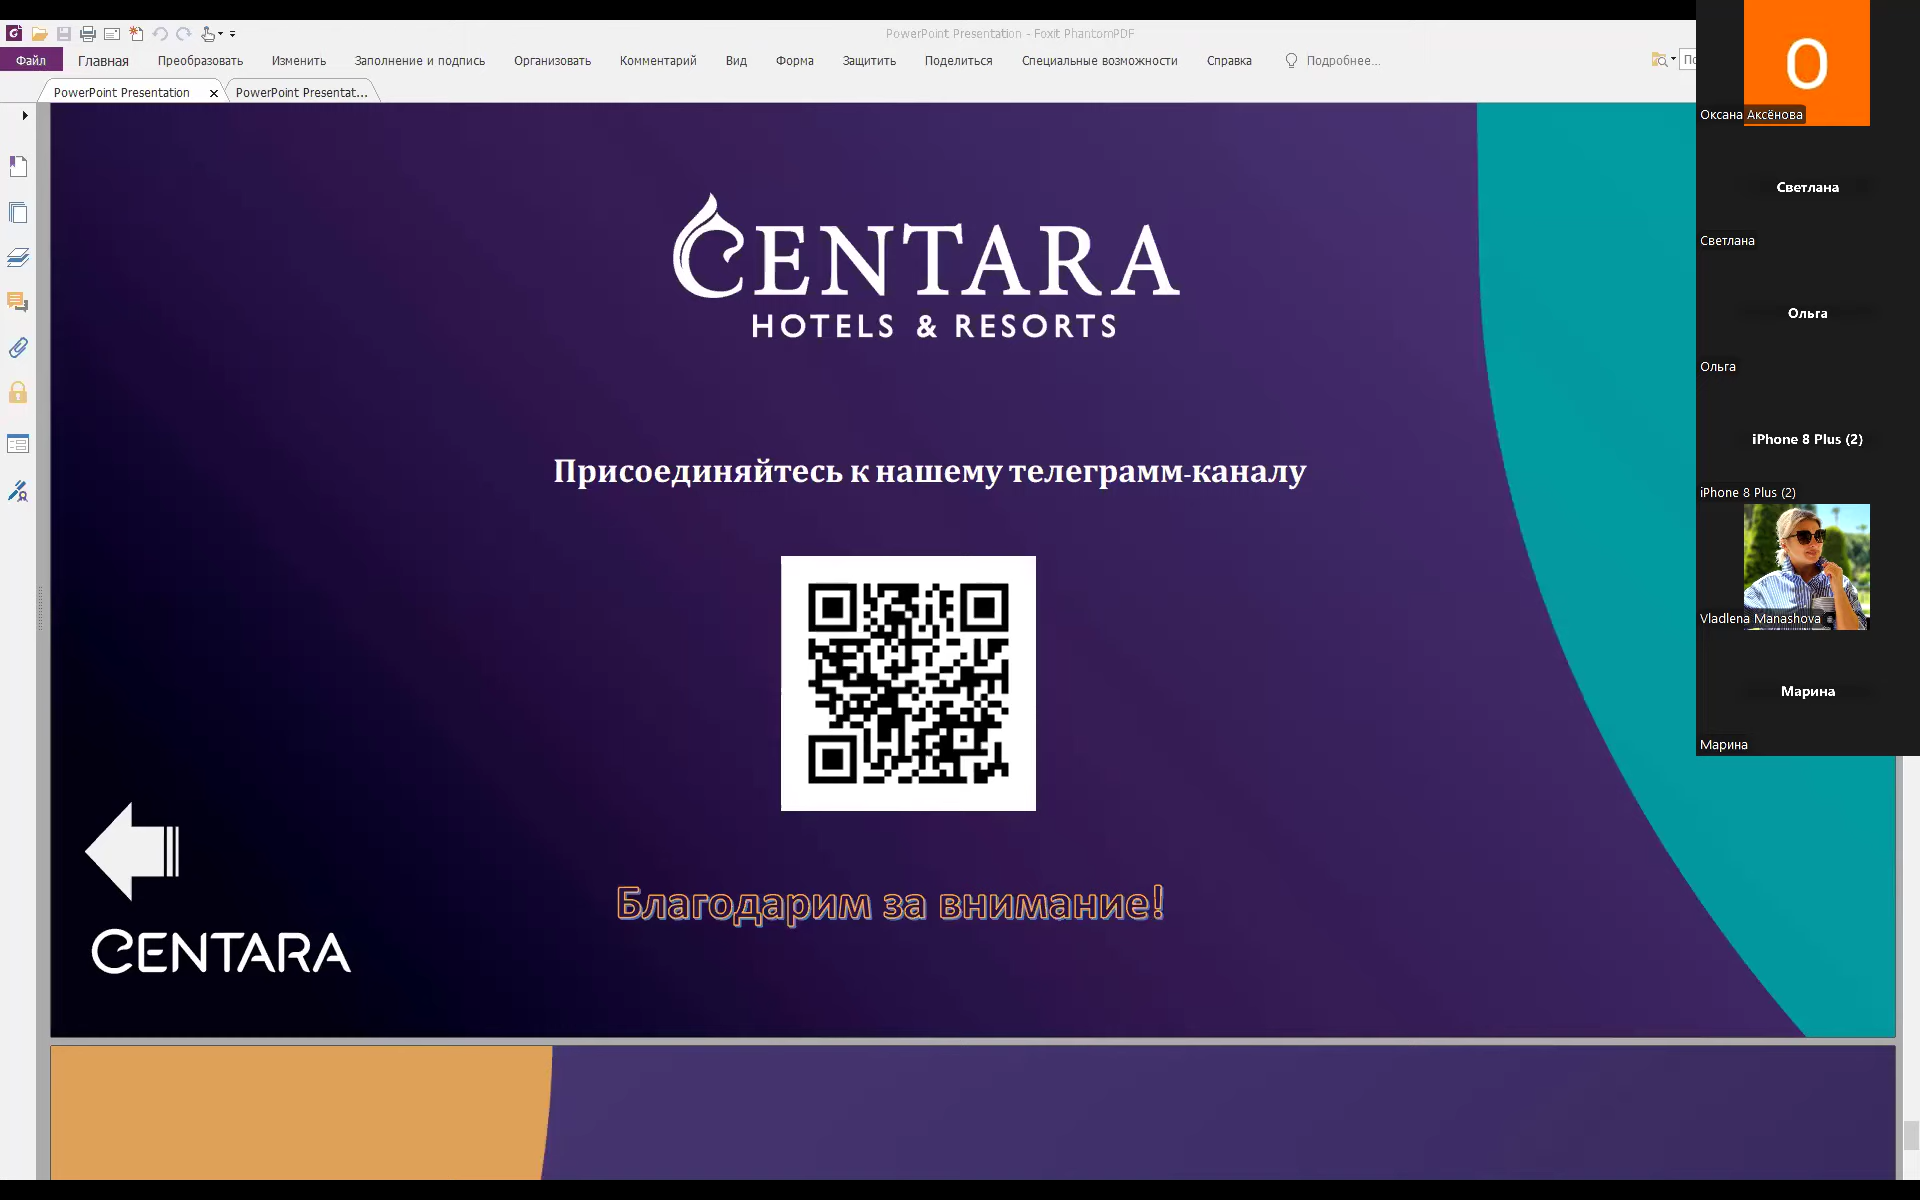 PowerPoint Presentation - Foxit PhantomPDF
Файл Главная Преобразовать Изменить Заполнение и подпись Организовать Комментарий Вид Форма Защитить Поделиться Специальные возможности Справка Подробнее...
PowerPoint Presentation PowerPoint Presentat...
CENTARA
HOTELS & RESORTS
Присоединяйтесь к нашему телеграмм-каналу
Благодарим за внимание!
CENTARA
О
Оксана Аксёнова
Светлана
Светлана
Ольга
Ольга
iPhone 8 Plus (2)
iPhone 8 Plus (2)
Vladlena Manashova
Марина
Марина